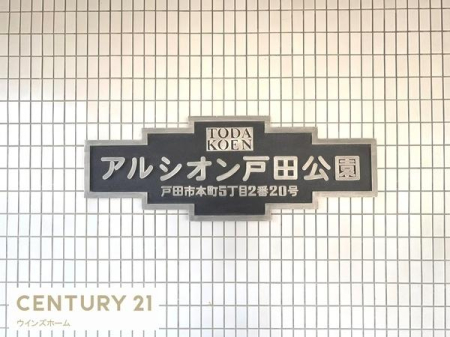 TODA
KOEN
アルシオン戸田公園
戸田市本町5丁目2番20号
CENTURY 21
ウインズホーム